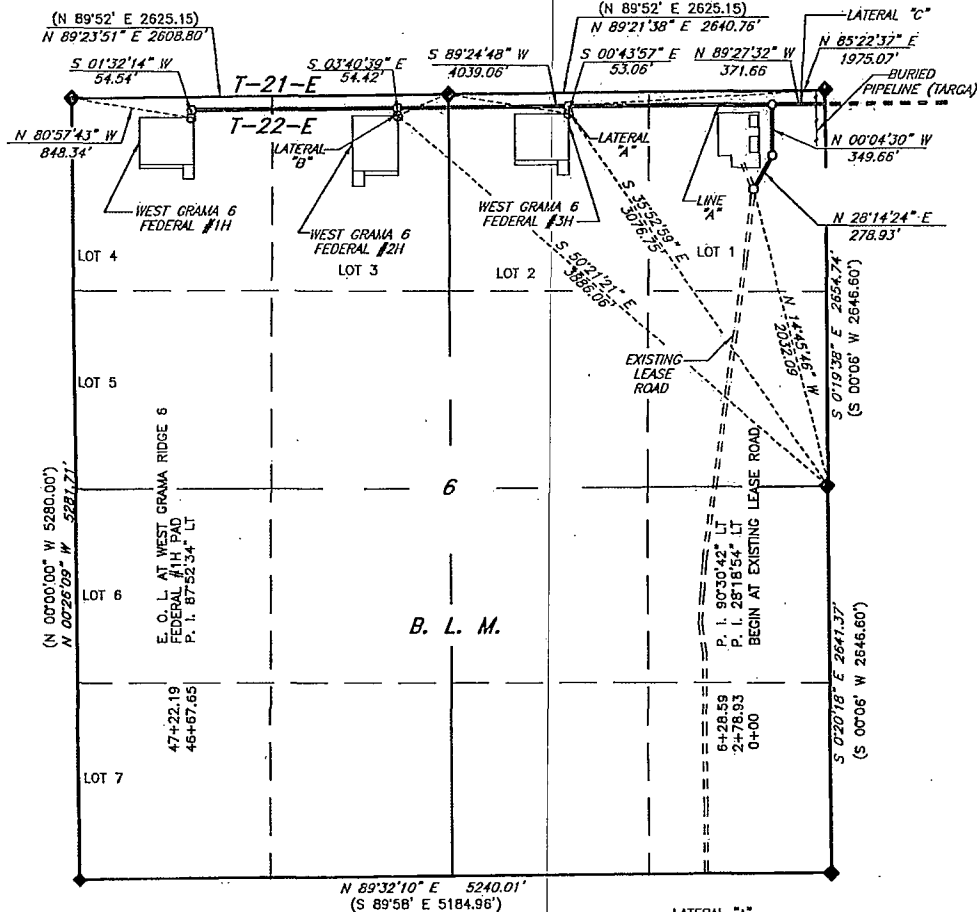 (N 89°52' E 2625.15)
N 89°23'51" E 2608.80'
(N 89°52' E 2625.15)
N 89°21'38" E 2640.76'
LATERAL "C"
S 01°32'14" W
54.54'
S 03°40'39" E
54.42'
S 89°24'48" W
4039.06'
S 00°43'57" E
53.06'
N 89°27'32" W
371.66
N 85°22'37" E
1975.07'
BURIED
PIPELINE (TARGA)
T-21-E
T-22-E
N 80°57'43" W
848.34'
LATERAL
"B"
LATERAL
"A"
N 00°04'30" W
349.66'
WEST GRAMA 6
FEDERAL #1H
WEST GRAMA 6
FEDERAL #2H
WEST GRAMA 6
FEDERAL #3H
LINE
"A"
N 28°14'24" E
278.93'
LOT 4
LOT 3
LOT 2
LOT 1
S 35°52'59" E
3076.75'
S 50°21'21" E
3886.06'
N 14°45'46" W
2032.09
S 0°19'38" E 2654.74'
(S 00°06' W 2646.60')
EXISTING
LEASE
ROAD
LOT 5
(N 00°00'00" W 5280.00')
N 00°26'09" W 5281.71'
E. O. L. AT WEST GRAMA RIDGE 6
FEDERAL #1H PAD
P. I. 87°52'34" LT
47+22.19
46+67.65
6
P. I. 90°30'42" LT
P. I. 28°18'54" LT
BEGIN AT EXISTING LEASE ROAD
6+28.59
2+78.93
0+00
LOT 6
B. L. M.
S 0°20'18" E 2641.37'
(S 00°06' W 2646.60')
LOT 7
N 89°32'10" E 5240.01'
(S 89°58' E 5184.96')
LATERAL "A"